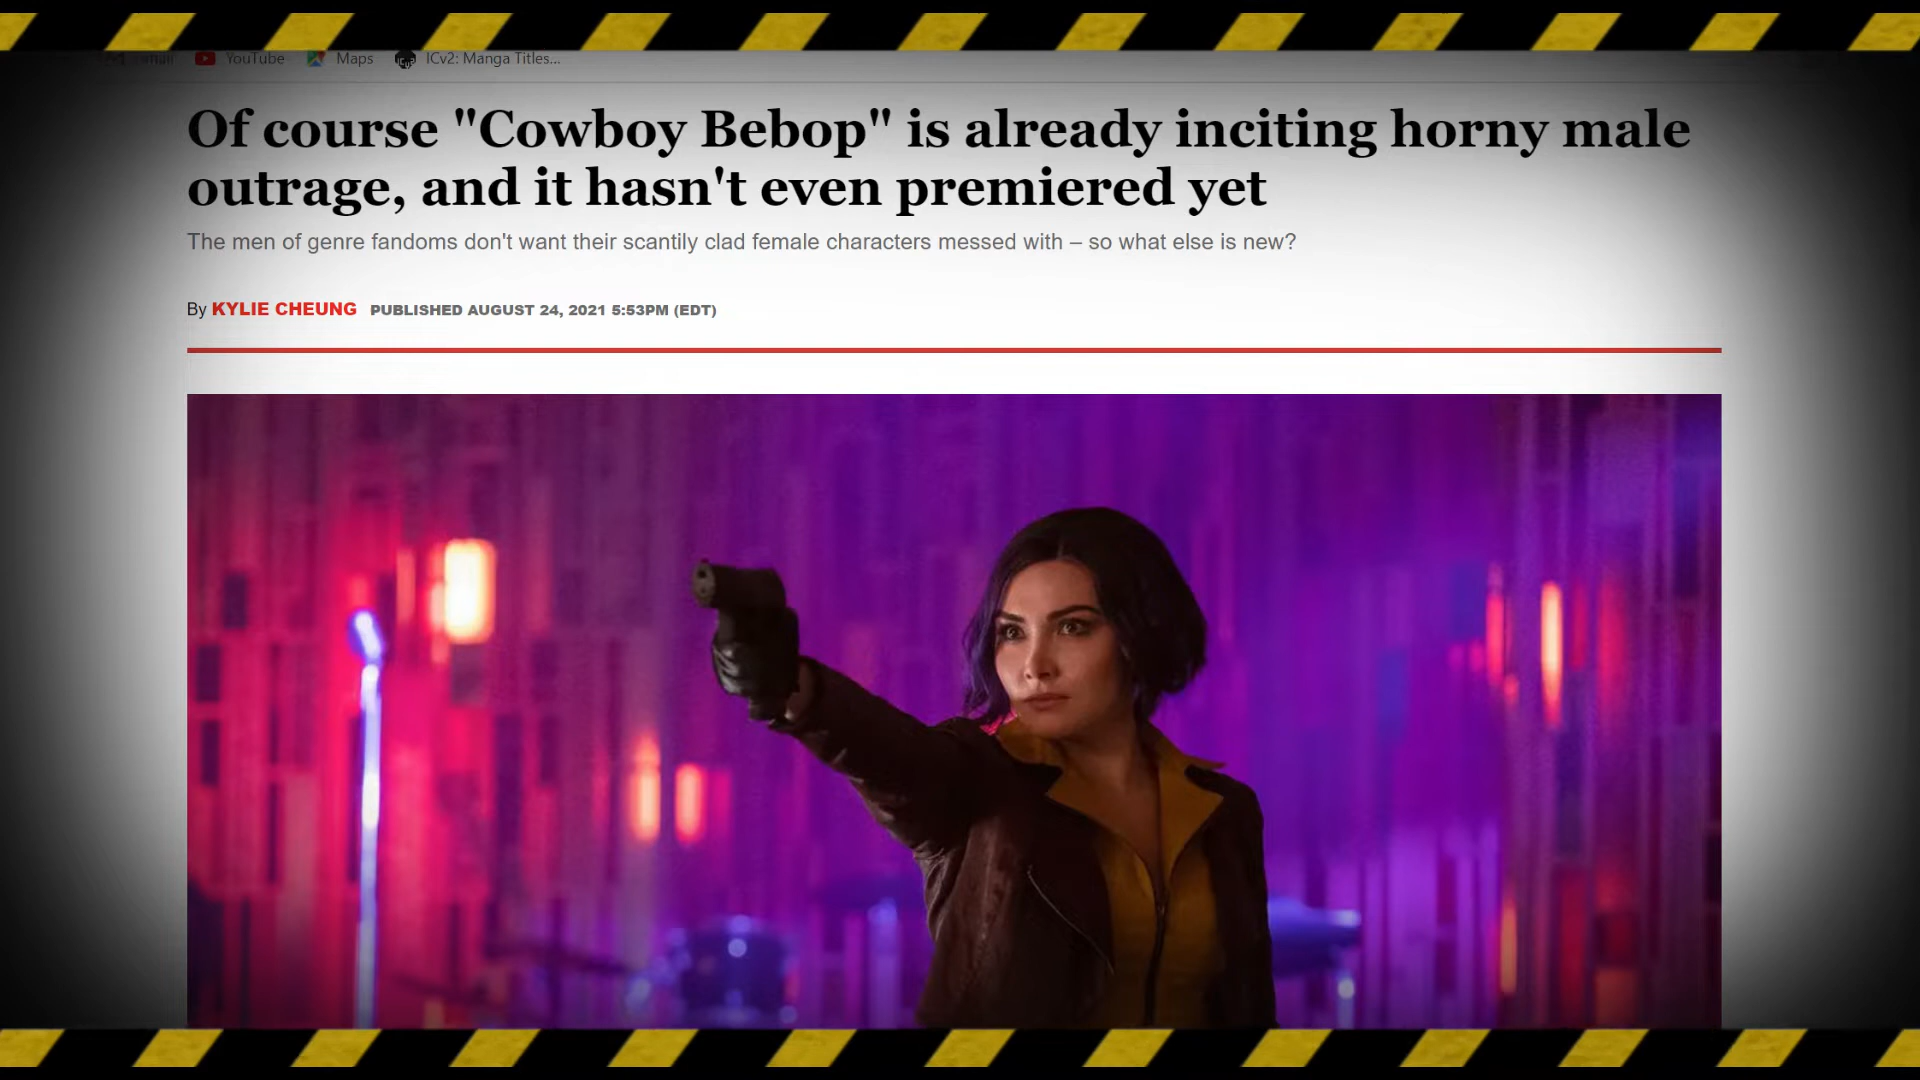 YouTube Maps ICv2: Manga Titles...
Of course "Cowboy Bebop" is already inciting horny male
outrage, and it hasn't even premiered yet
The men of genre fandoms don't want their scantily clad female characters messed with – so what else is new?
By KYLIE CHEUNG PUBLISHED AUGUST 24, 2021 5:53PM (EDT)